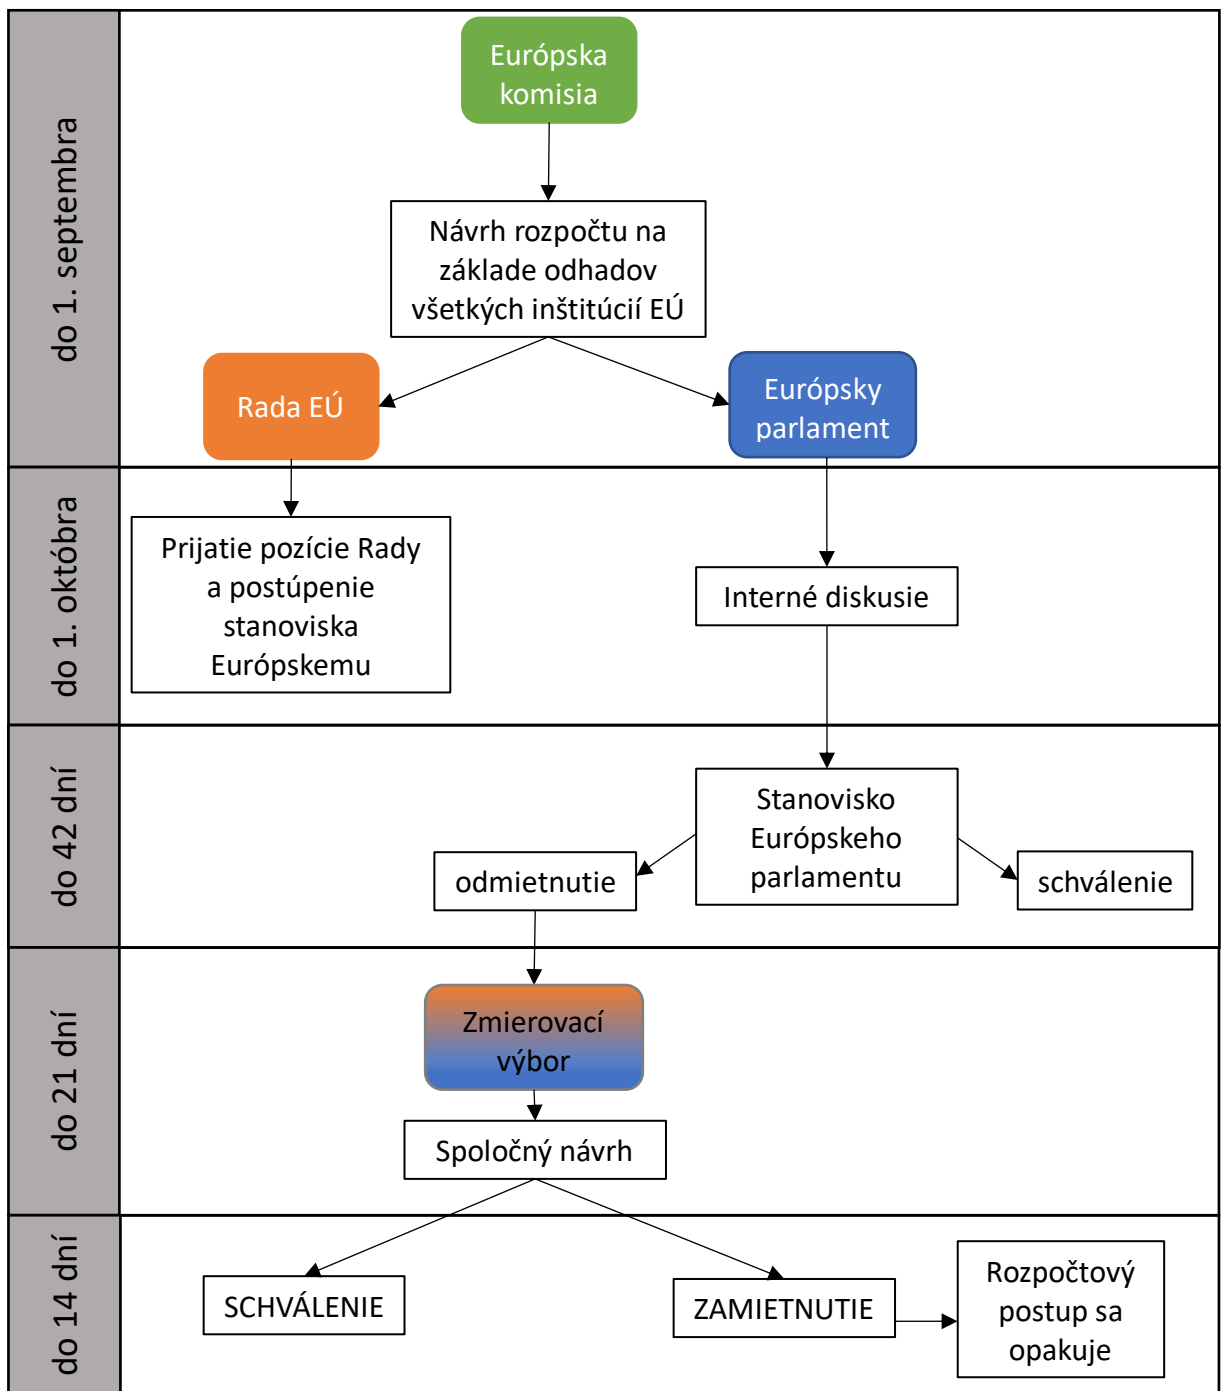 do 1. septembra
Európska
komisia
Návrh rozpočtu na
základe odhadov
všetkých inštitúcií EÚ
Rada EÚ
Európsky
parlament
do 1. októbra
Prijatie pozície Rady
a postúpenie
stanoviska
Európskemu
Interné diskusie
do 42 dní
Stanovisko
Európskeho
parlamentu
odmietnutie
schválenie
do 21 dní
Zmierovací
výbor
Spoločný návrh
do 14 dní
SCHVÁLENIE
ZAMIETNUTIE
Rozpočtový
postup sa
opakuje